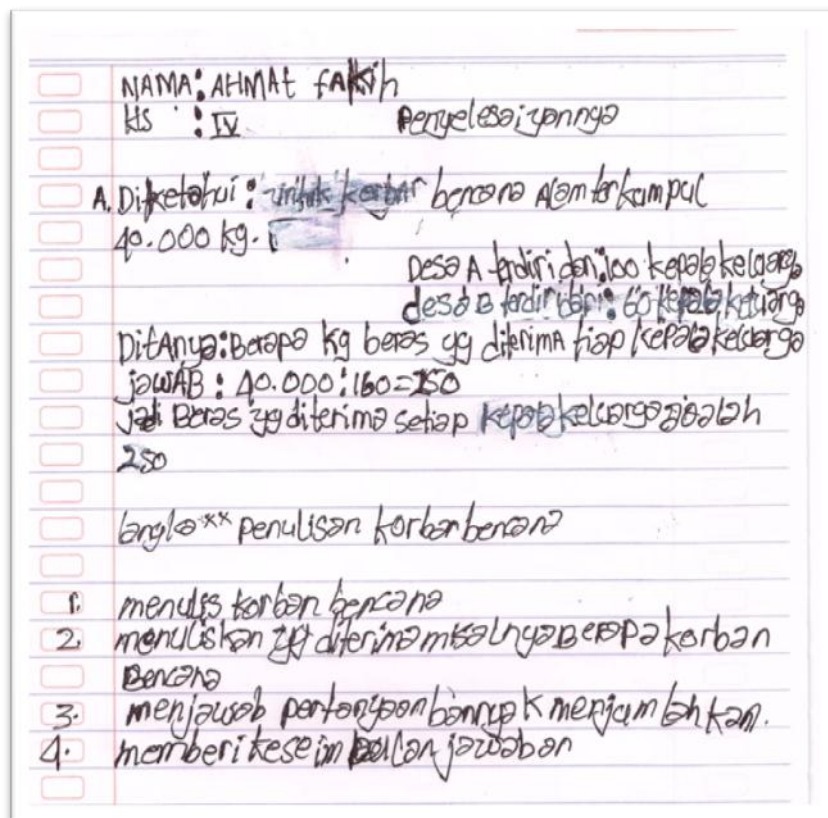 NAMA : AHMAt fAKih
kls : IV Penyelesaiyannya
A. Diketahui : untuk korban bencana Alam terkumpul
40.000 kg.
Desa A terdiri dari : 100 kepala keluarga
desa B terdiri dari : 60 kepala keluarga
DitAnya : Berapa kg beras yg diterimA tiap kepala keluarga
jawAB : 40.000 : 160 = 250
jadi Beras yg diterima setiap kepala keluarga adalah
250
langka ** penulisan korban bencana
1. menulis korban bencana
2. menuliskan yg diterima misalnya Berapa korban
Bencana
3. menjawab pertanyaan bannyak menjumlahkan.
4. memberi keseimpulan jawaban